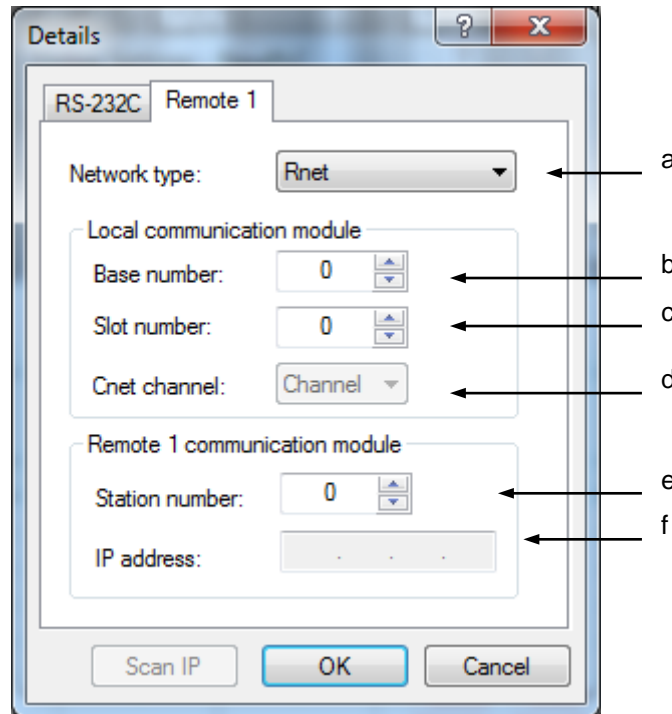 Details
?
X
RS-232C Remote 1
Network type: Rnet a
Local communication module
Base number: 0 b
Slot number: 0 c
Cnet channel: Channel d
Remote 1 communication module
Station number: 0 e
IP address: . . . f
Scan IP OK Cancel